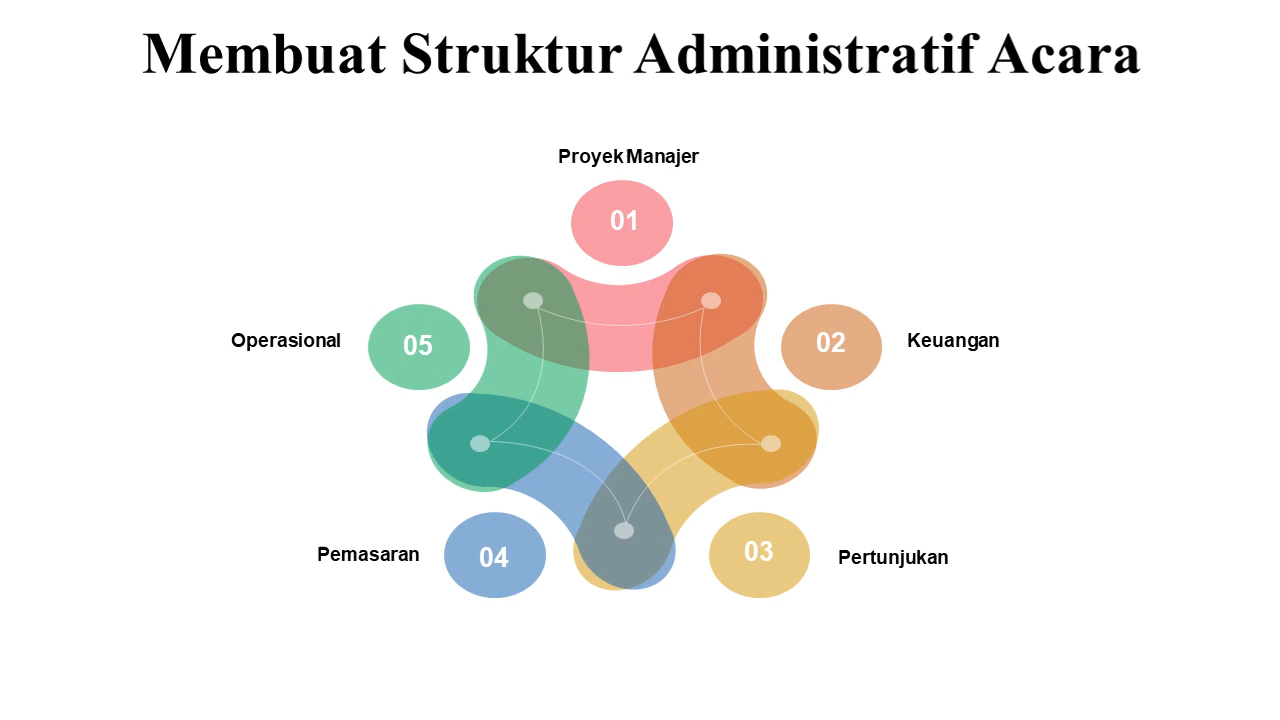 Membuat Struktur Administratif Acara
Proyek Manajer
01
02
Keuangan
03
Pertunjukan
04
Pemasaran
05
Operasional